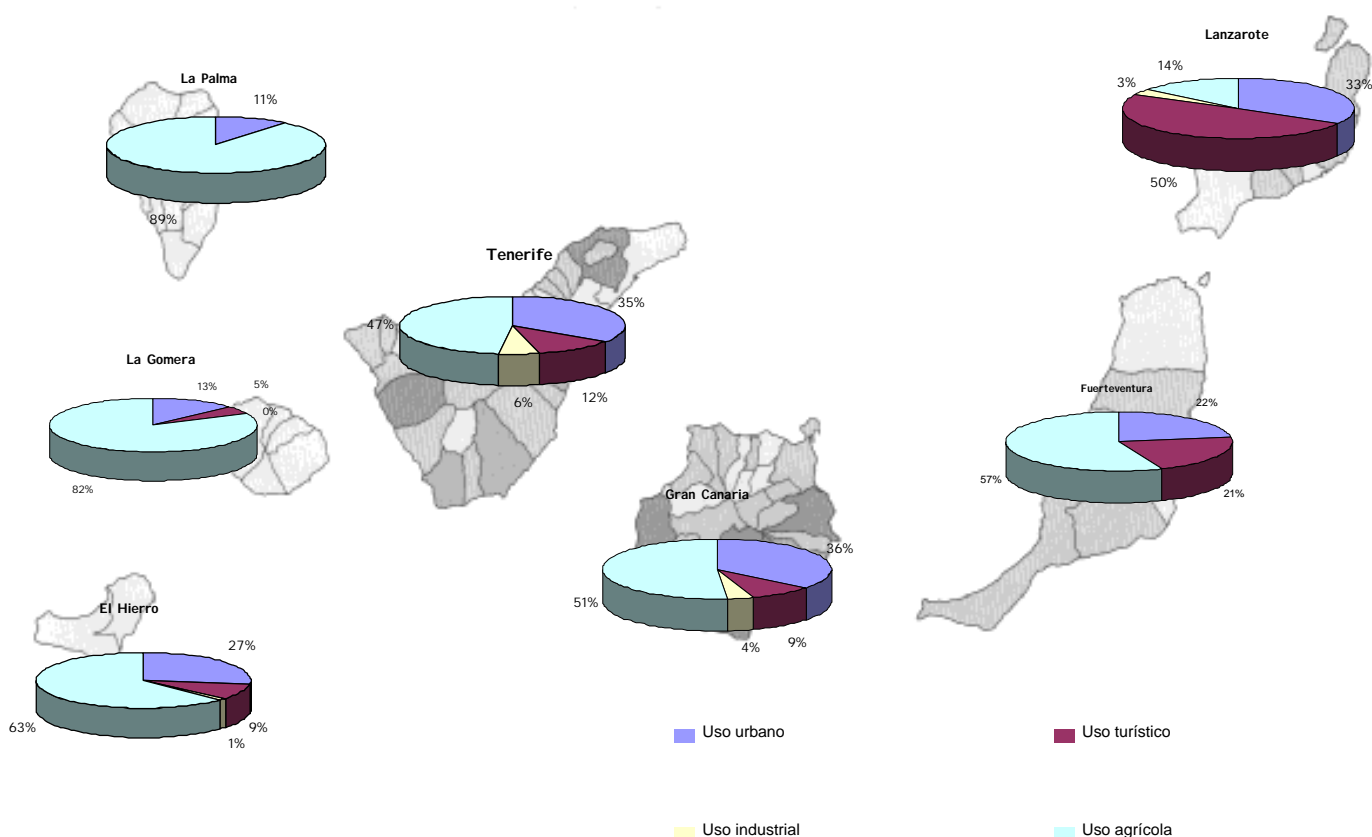 La Palma
11%
89%
Lanzarote
14%
3%
33%
50%
Tenerife
35%
47%
6%
12%
La Gomera
13%
5%
0%
82%
Fuerteventura
22%
57%
21%
Gran Canaria
36%
51%
4%
9%
El Hierro
27%
63%
9%
1%
Uso urbano
Uso turístico
Uso industrial
Uso agrícola